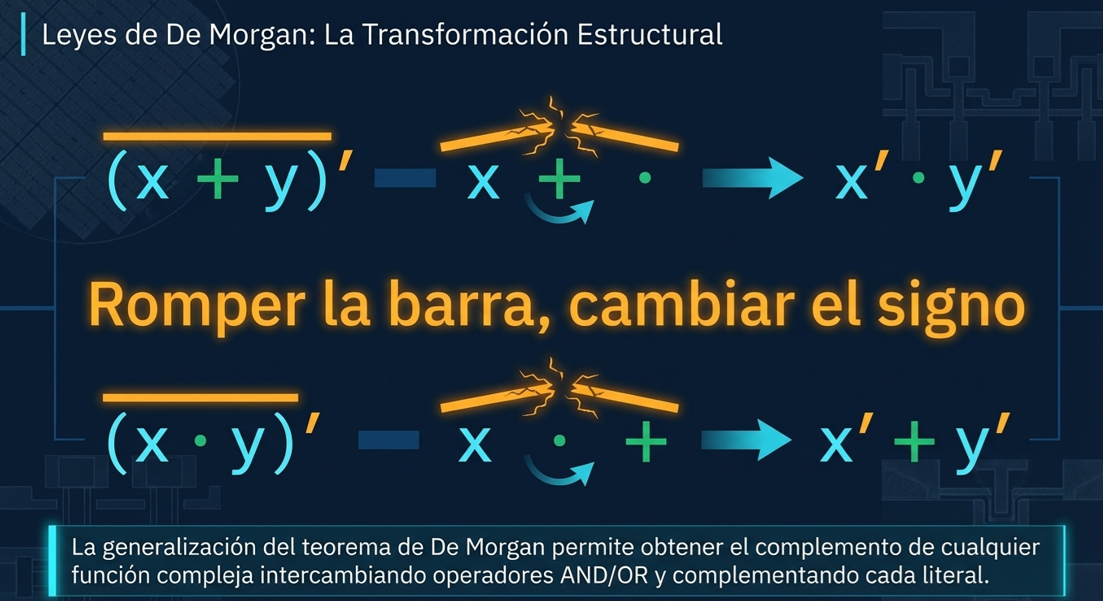 Leyes de De Morgan: La Transformación Estructural
(x + y)′ — x + · → x′ · y′
Romper la barra, cambiar el signo
(x · y)′ — x · + → x′ + y′
La generalización del teorema de De Morgan permite obtener el complemento de cualquier
función compleja intercambiando operadores AND/OR y complementando cada literal.